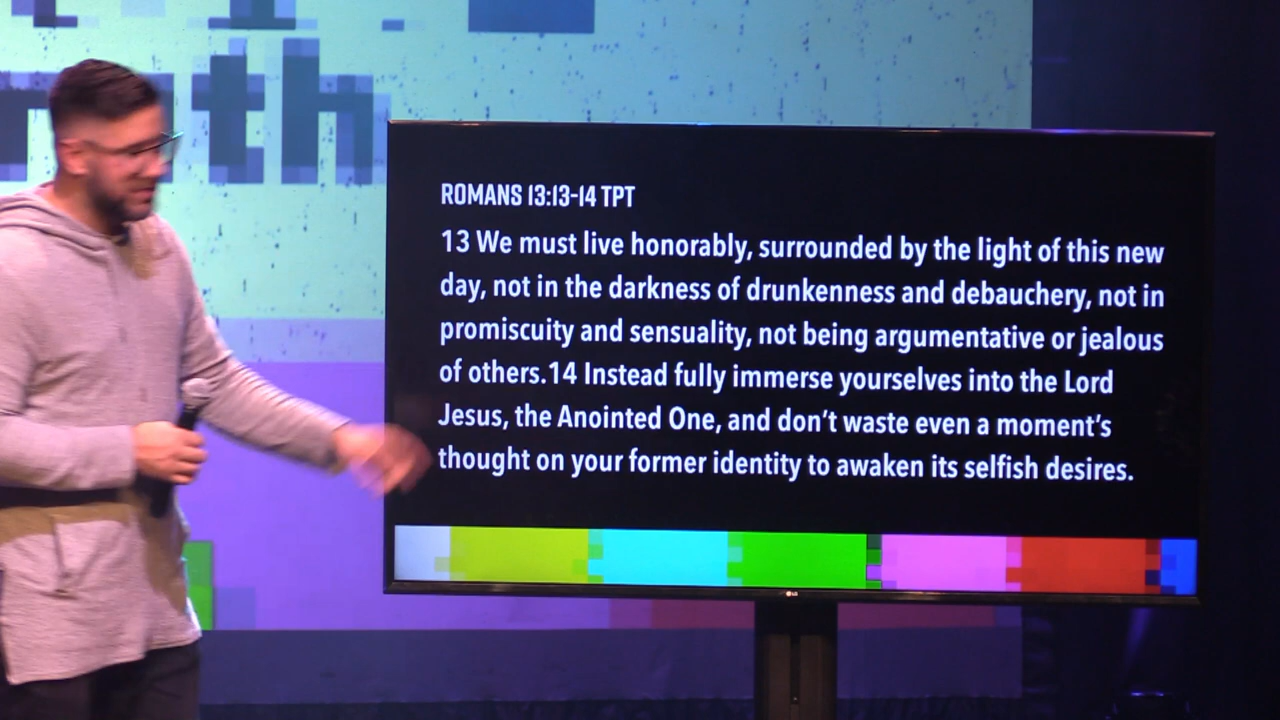 rth
ROMANS 13:13-14 TPT
13 We must live honorably, surrounded by the light of this new
day, not in the darkness of drunkenness and debauchery, not in
promiscuity and sensuality, not being argumentative or jealous
of others.14 Instead fully immerse yourselves into the Lord
Jesus, the Anointed One, and don't waste even a moment's
thought on your former identity to awaken its selfish desires.
LG